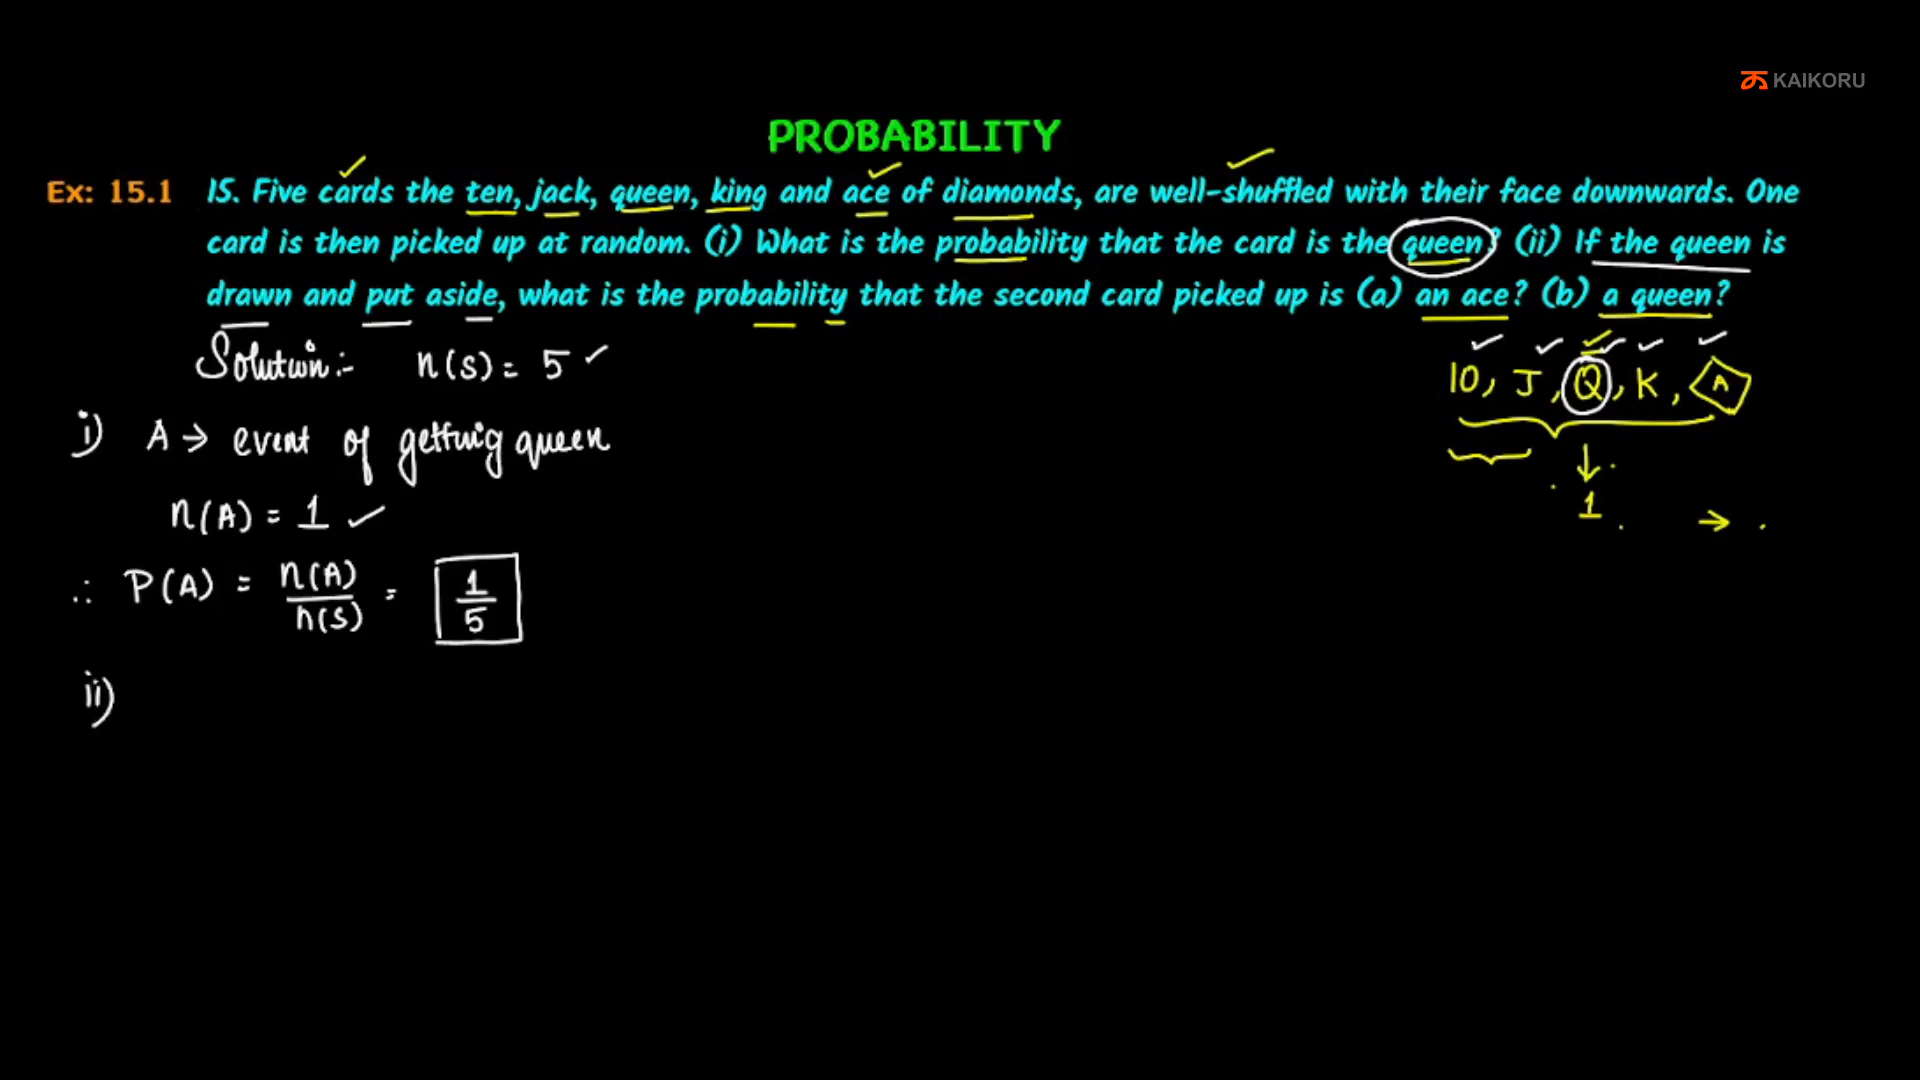 KAIKORU
PROBABILITY
Ex: 15.1 15. Five cards the ten, jack, queen, king and ace of diamonds, are well-shuffled with their face downwards. One
card is then picked up at random. (i) What is the probability that the card is the queen? (ii) If the queen is
drawn and put aside, what is the probability that the second card picked up is (a) an ace? (b) a queen?
Solution:- n(S) = 5 ✓
10, J, Q, K, A
i) A → event of getting queen
n(A) = 1 ✓
↓
1 →
∴ P(A) = n(A)/n(S) = 1/5
ii)